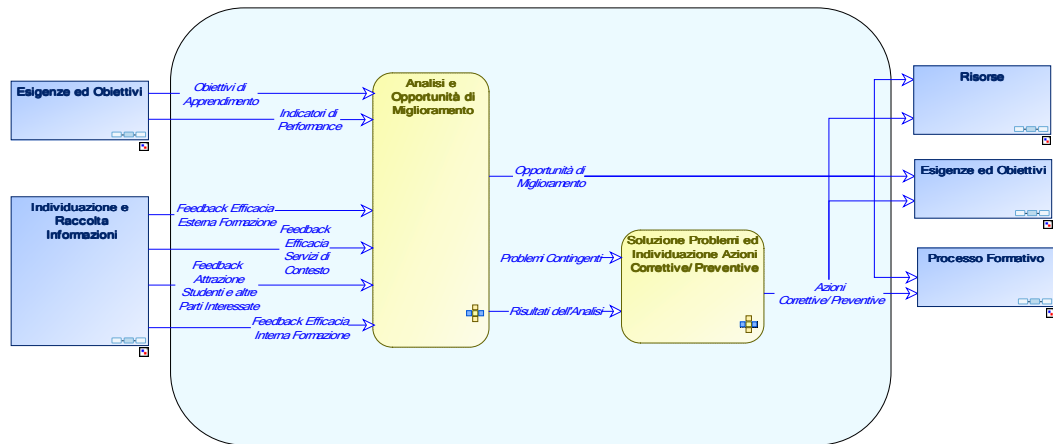 Esigenze ed Obiettivi
Obiettivi di
Apprendimento
Indicatori di
Performance
Analisi e
Opportunità di
Miglioramento
Risorse
Individuazione e
Raccolta
Informazioni
Feedback Efficacia
Esterna Formazione
Feedback
Efficacia
Servizi di
Contesto
Feedback
Attrazione
Studenti e altre
Parti Interessate
Feedback Efficacia
Interna Formazione
Opportunità di
Miglioramento
Esigenze ed Obiettivi
Problemi Contingenti
Risultati dell'Analisi
Soluzione Problemi ed
Individuazione Azioni
Correttive/ Preventive
Azioni
Correttive/ Preventive
Processo Formativo